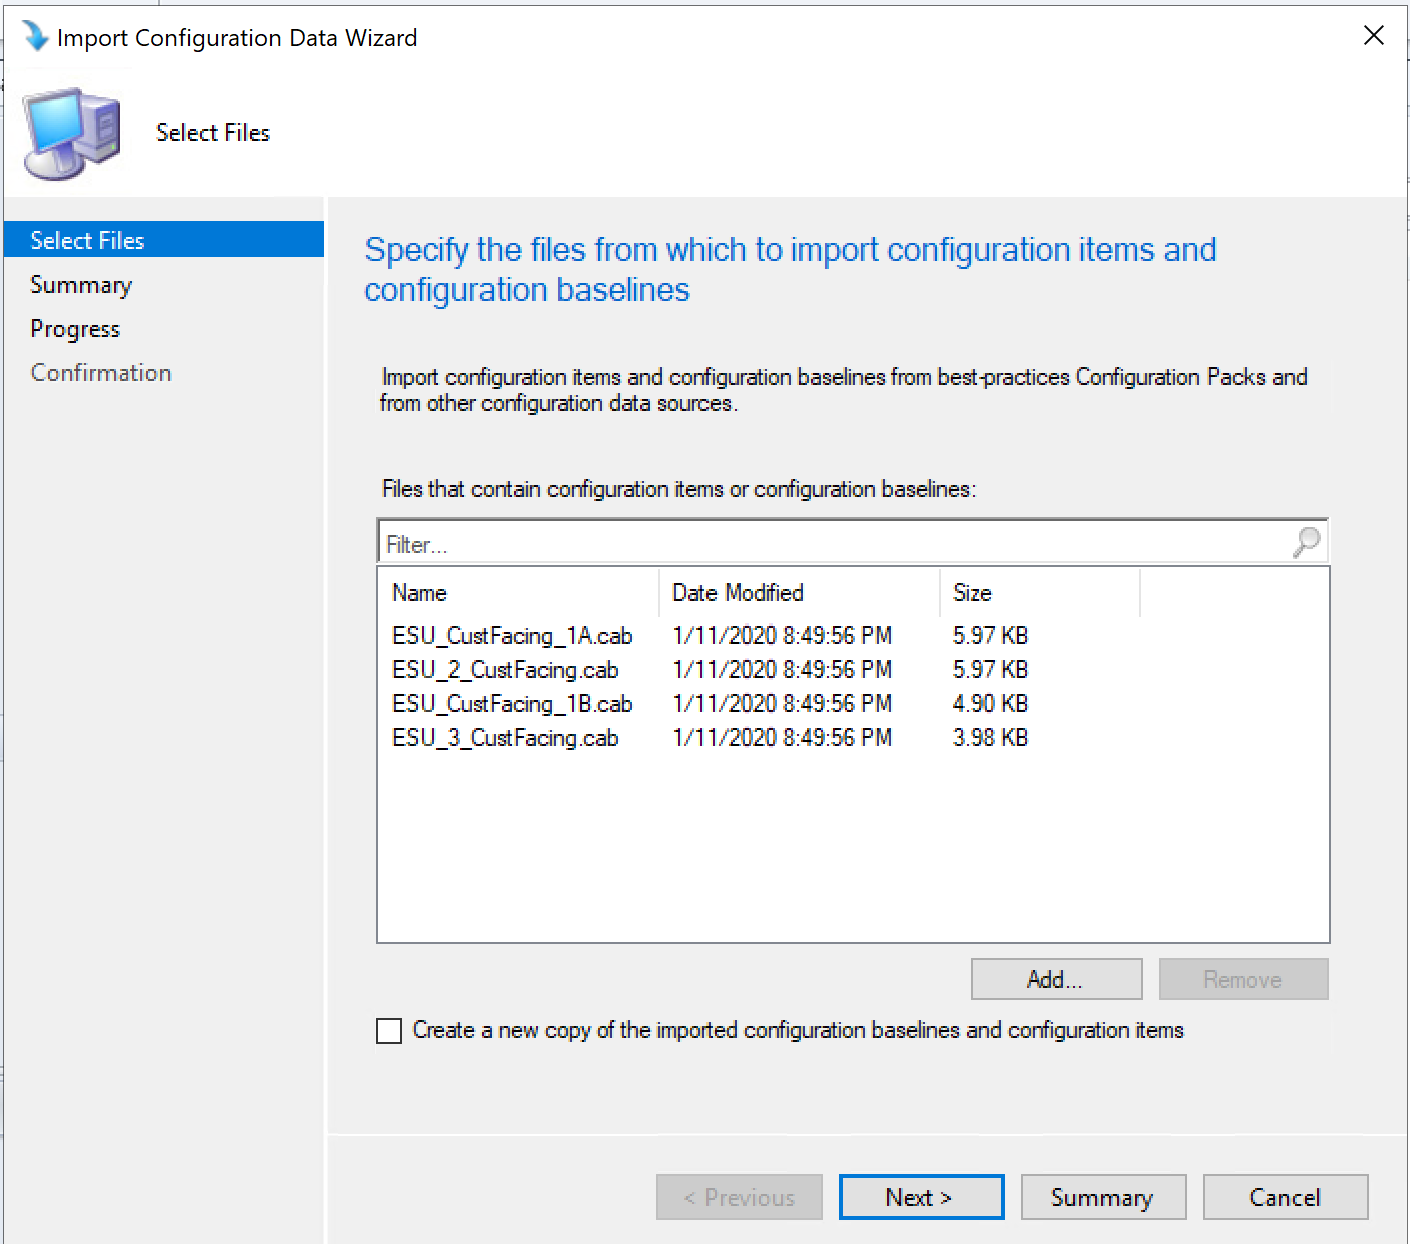 Import Configuration Data Wizard
Select Files
Select Files
Summary
Progress
Confirmation
Specify the files from which to import configuration items and
configuration baselines
Import configuration items and configuration baselines from best-practices Configuration Packs and
from other configuration data sources.
Files that contain configuration items or configuration baselines:
Filter...
Name Date Modified Size
ESU_CustFacing_1A.cab 1/11/2020 8:49:56 PM 5.97 KB
ESU_2_CustFacing.cab 1/11/2020 8:49:56 PM 5.97 KB
ESU_CustFacing_1B.cab 1/11/2020 8:49:56 PM 4.90 KB
ESU_3_CustFacing.cab 1/11/2020 8:49:56 PM 3.98 KB
Add... Remove
Create a new copy of the imported configuration baselines and configuration items
< Previous Next > Summary Cancel